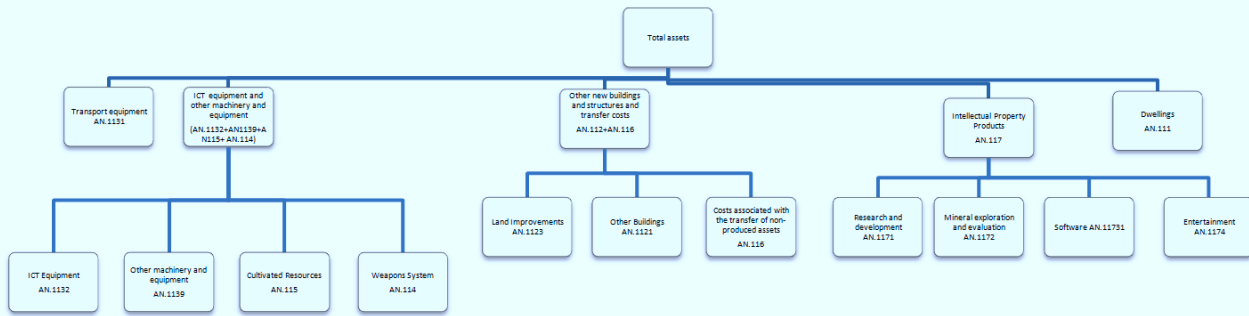 Total assets
Transport equipment
AN.1131
ICT equipment and
other machinery and
equipment
(AN.1132+AN1139+A
N115+ AN.114)
Other new buildings
and structures and
transfer costs
AN.112+AN.116
Intellectual Property
Products
AN.117
Dwellings
AN.111
Land Improvements
AN.1123
Other Buildings
AN.1121
Costs associated with
the transfer of non-
produced assets
AN.116
Research and
development
AN.1171
Mineral exploration
and evaluation
AN.1172
Software AN.11731
Entertainment
AN.1174
ICT Equipment
AN.1132
Other machinery and
equipment
AN.1139
Cultivated Resources
AN.115
Weapons System
AN.114